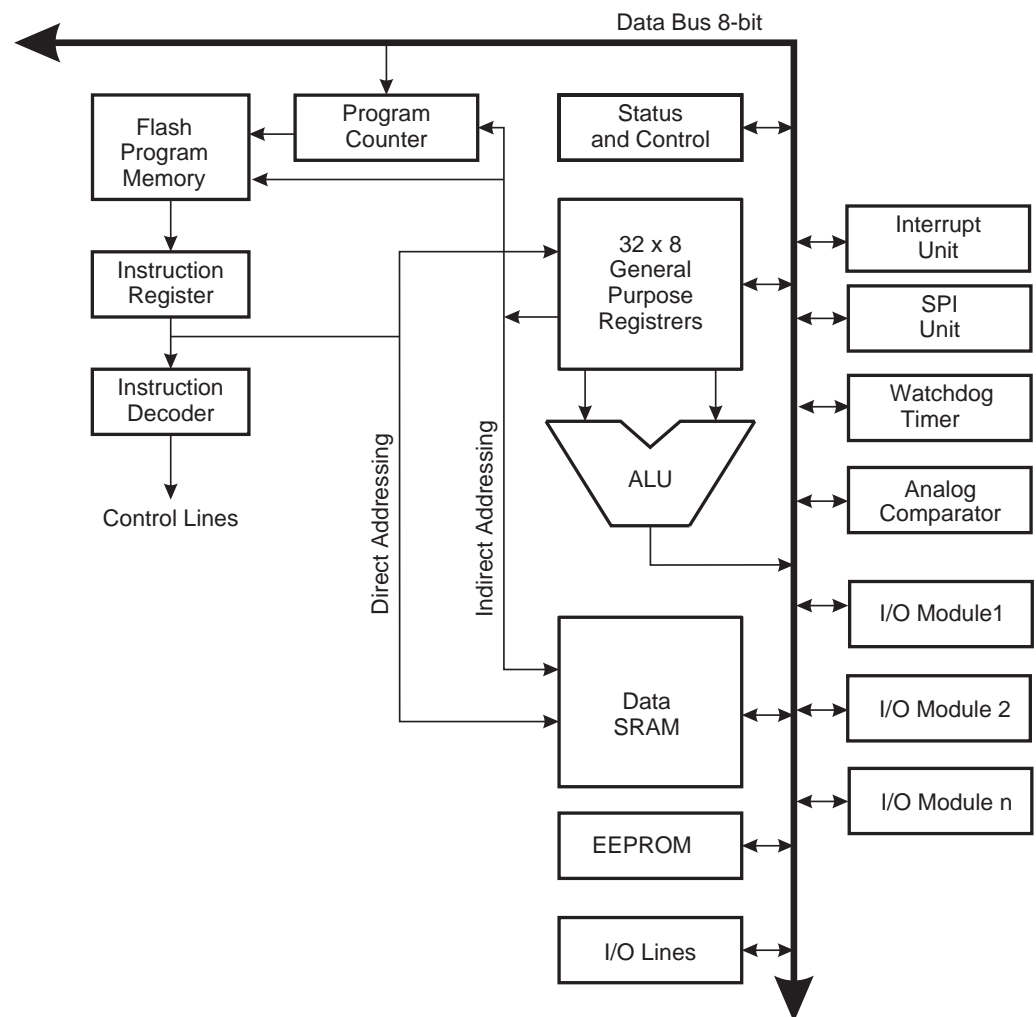 Data Bus 8-bit
Flash
Program
Memory
Program
Counter
Status
and Control
Interrupt
Unit
32 x 8
General
Purpose
Registrers
Instruction
Register
SPI
Unit
Instruction
Decoder
Watchdog
Timer
Direct Addressing
Indirect Addressing
ALU
Analog
Comparator
Control Lines
I/O Module1
Data
SRAM
I/O Module 2
I/O Module n
EEPROM
I/O Lines